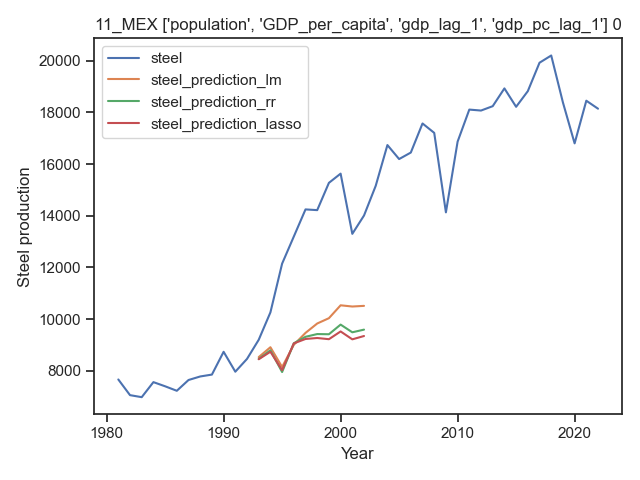 11_MEX ['population', 'GDP_per_capita', 'gdp_lag_1', 'gdp_pc_lag_1'] 0
steel
steel_prediction_lm
steel_prediction_rr
steel_prediction_lasso
Steel production
20000
18000
16000
14000
12000
10000
8000
1980
1990
2000
2010
2020
Year